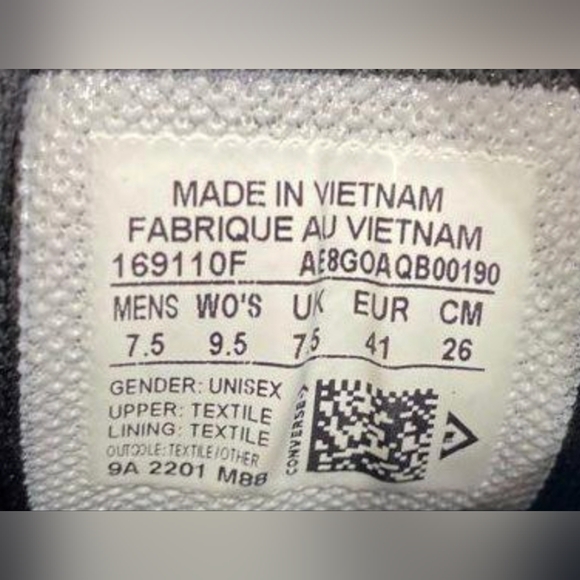 MADE IN VIETNAM
FABRIQUE AU VIETNAM
169110F AE8GOAQB00190
MENS WO'S UK EUR CM
7.5 9.5 7.5 41 26
GENDER: UNISEX
UPPER: TEXTILE
LINING: TEXTILE
OUTSOLE: TEXTILE/OTHER
9A 2201 M88
CONVERSE